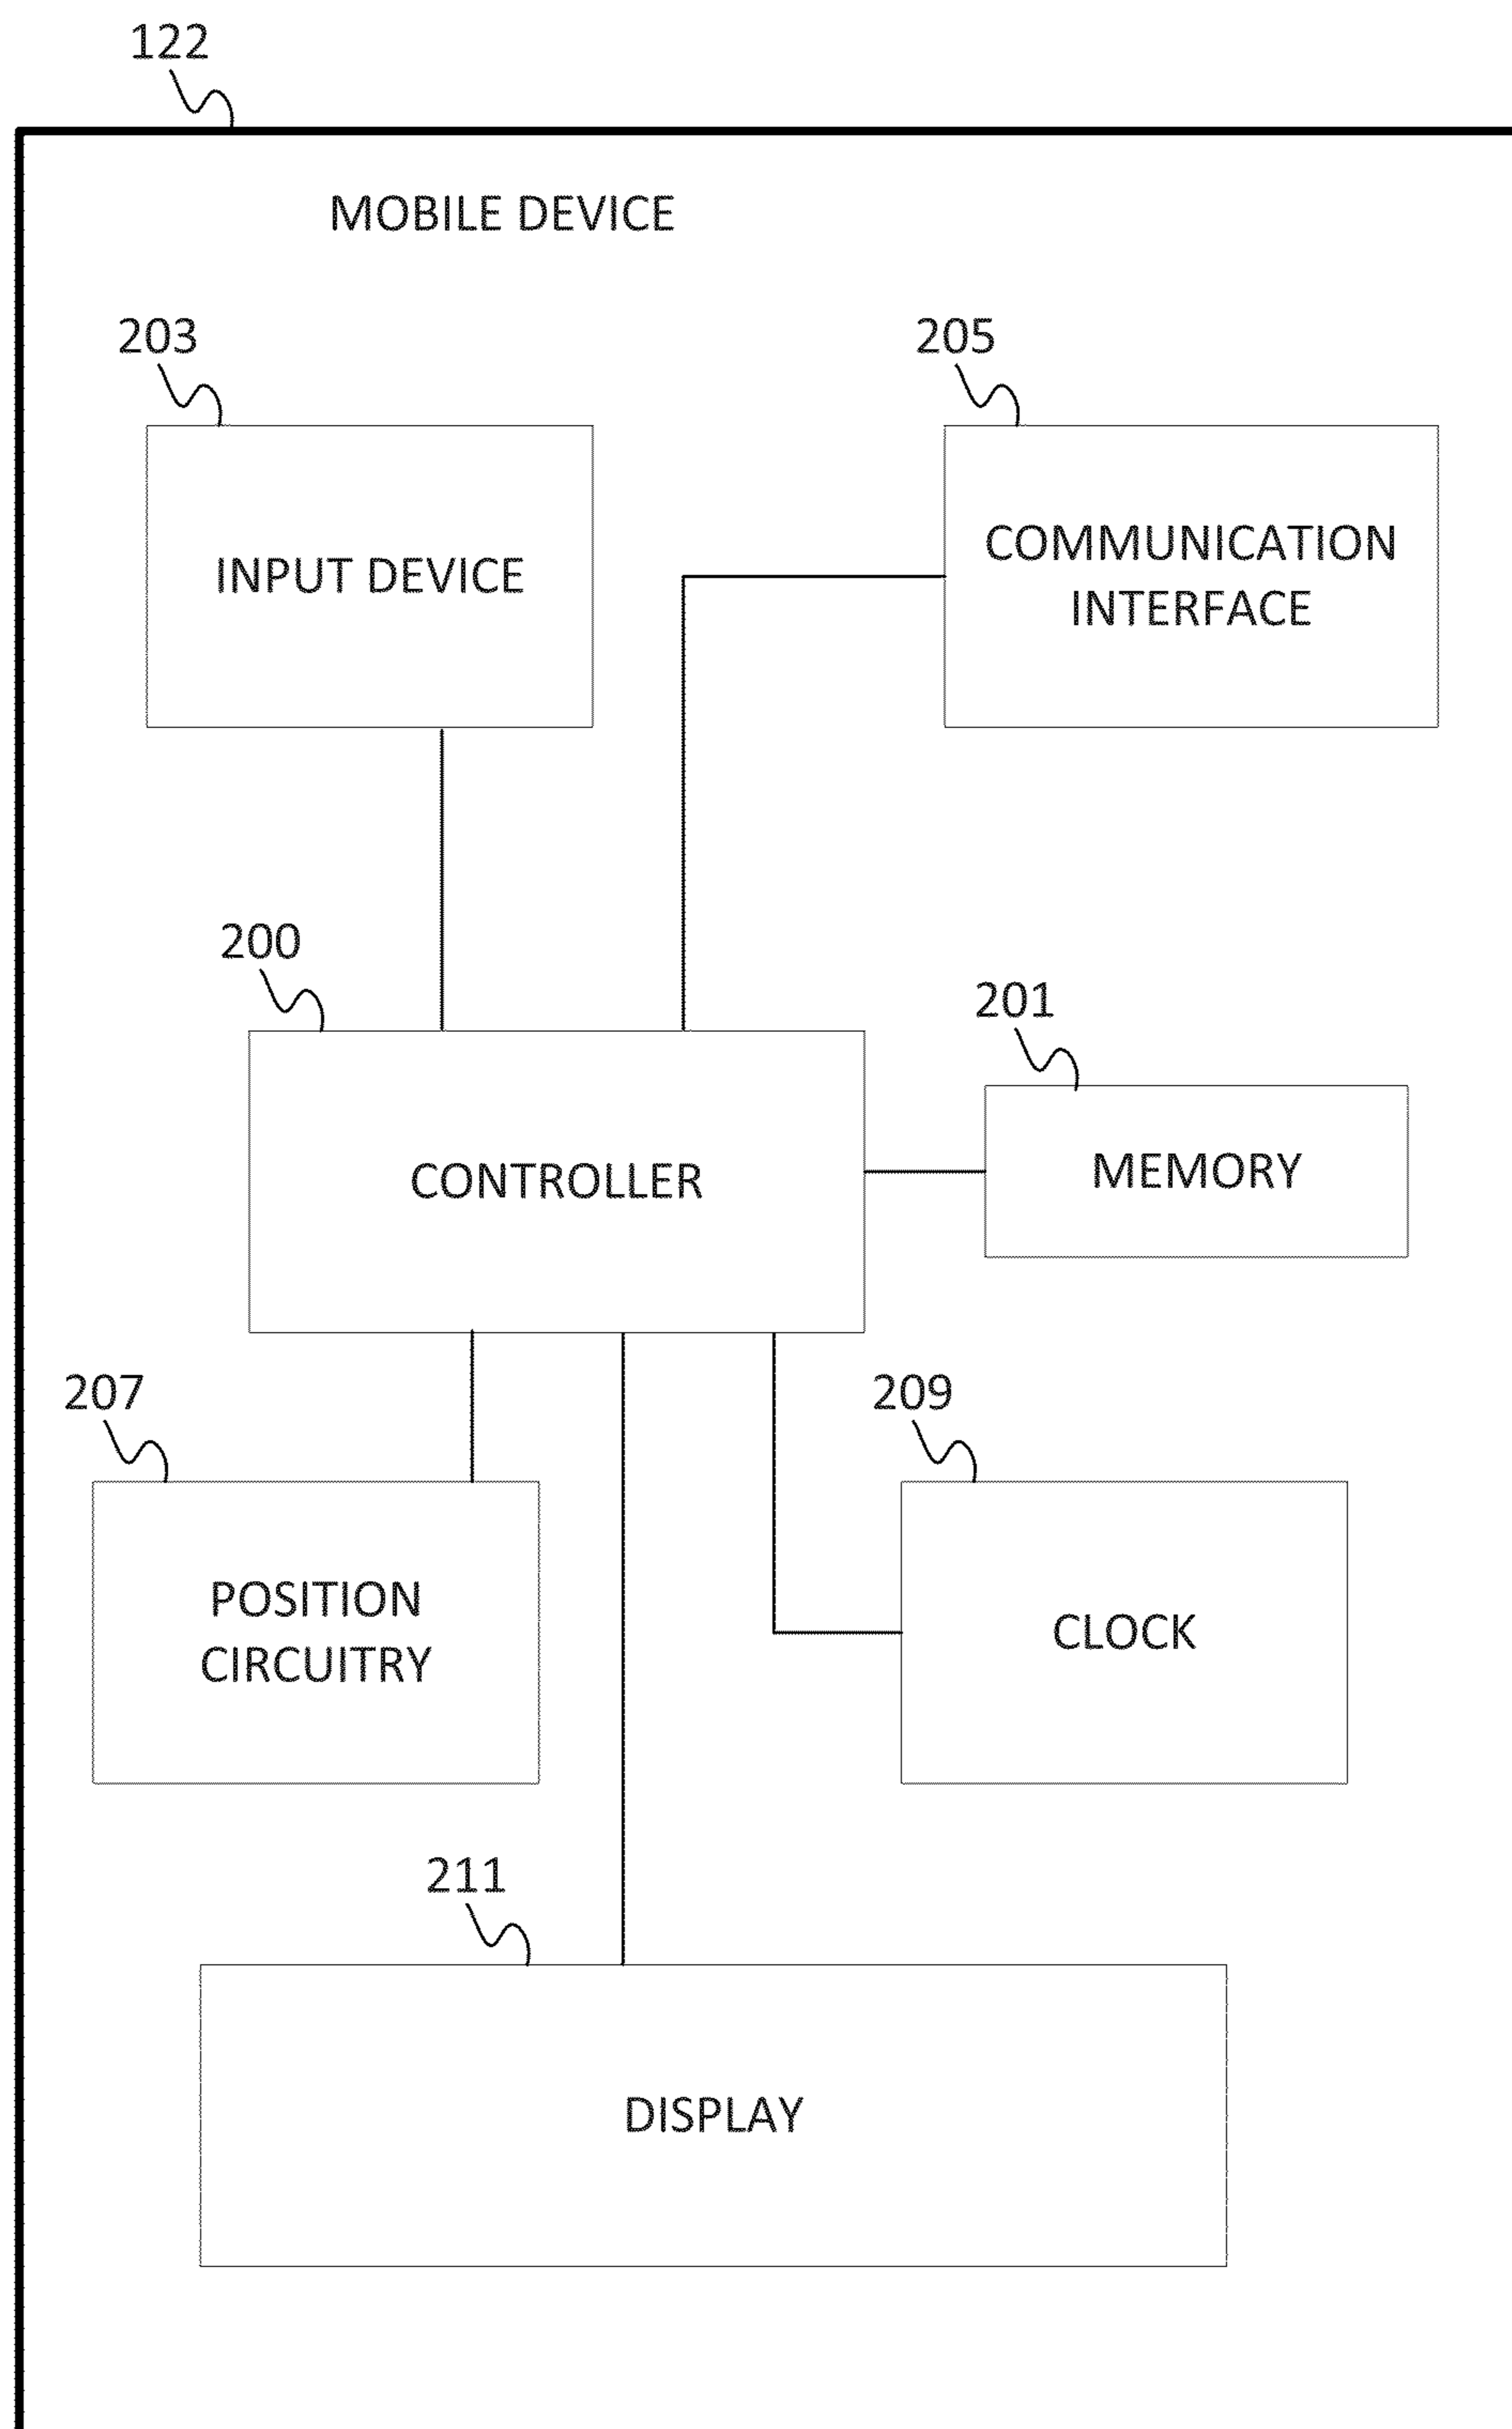 122
MOBILE DEVICE
203
205
INPUT DEVICE
COMMUNICATION
INTERFACE
200
201
CONTROLLER
MEMORY
207
209
POSITION
CIRCUITRY
CLOCK
211
DISPLAY